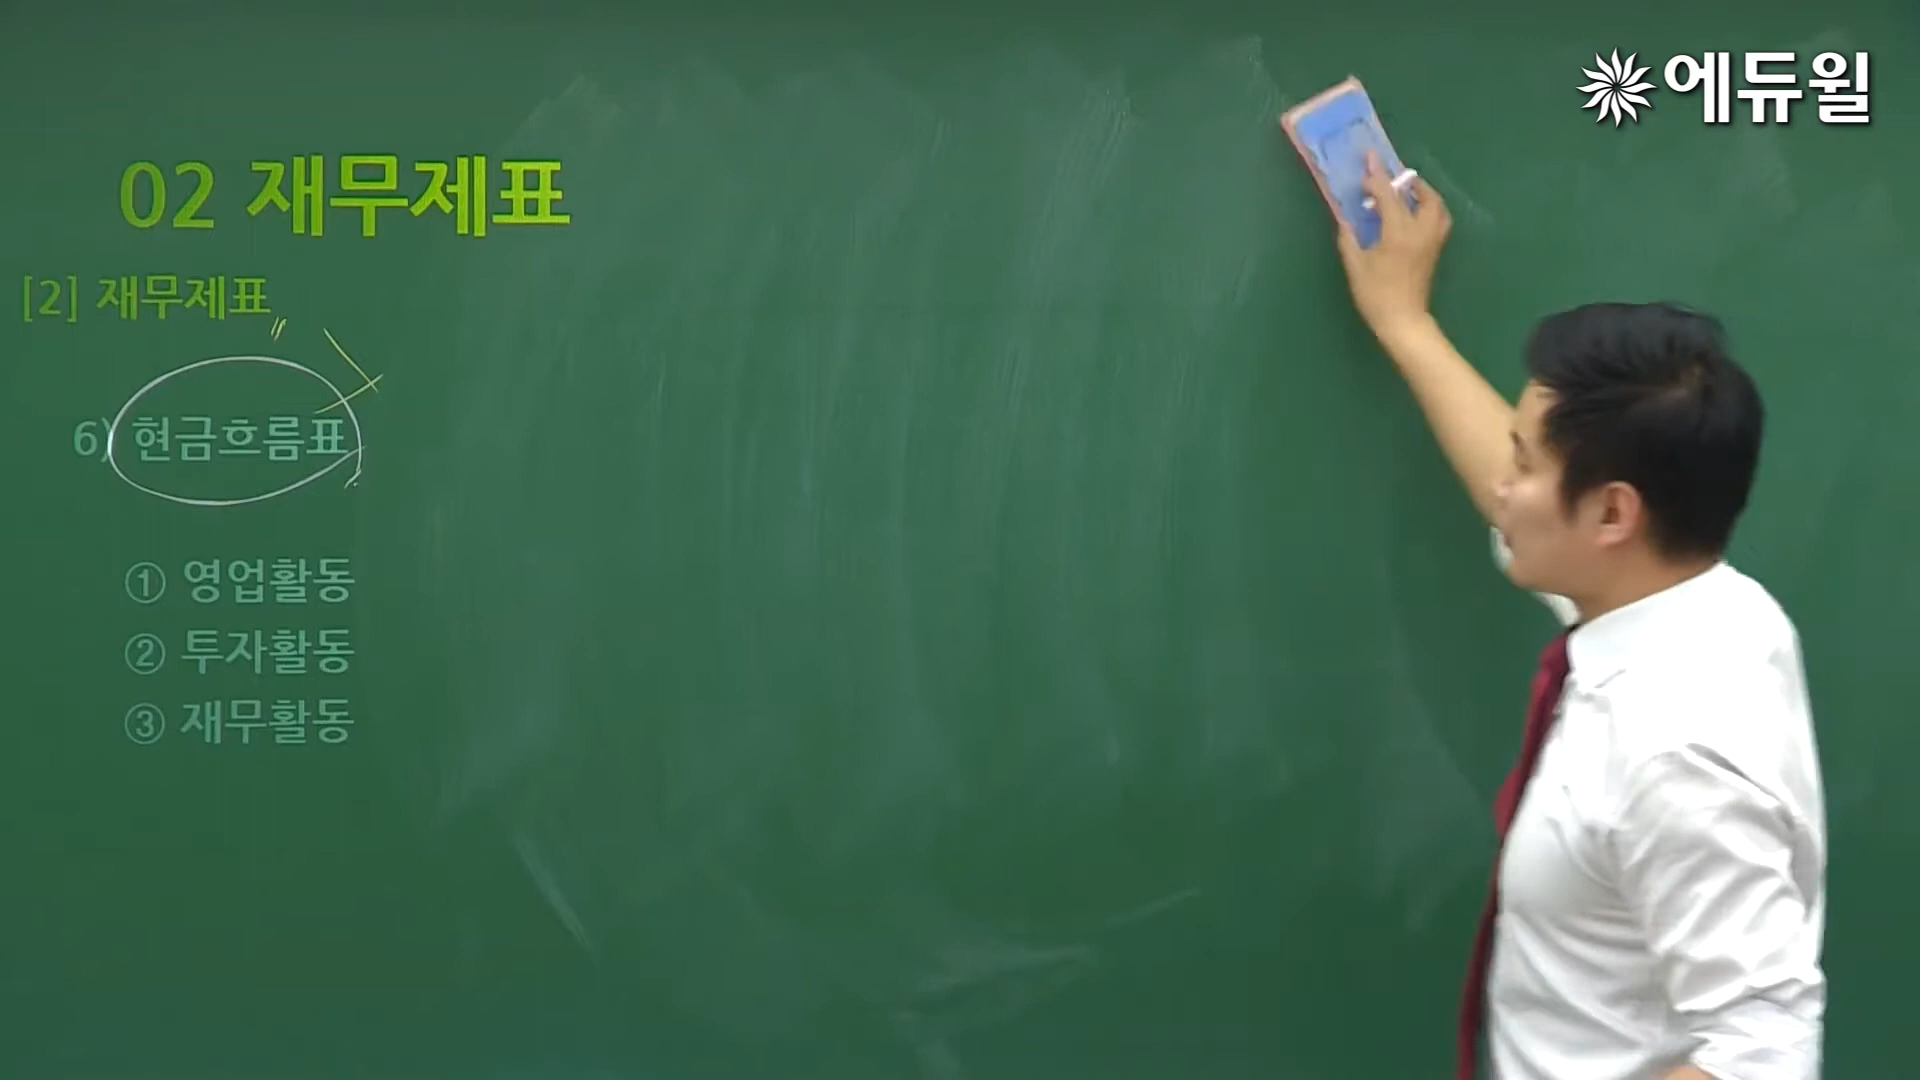 에듀윌
02 재무제표
[2] 재무제표
6) 현금흐름표
① 영업활동
② 투자활동
③ 재무활동